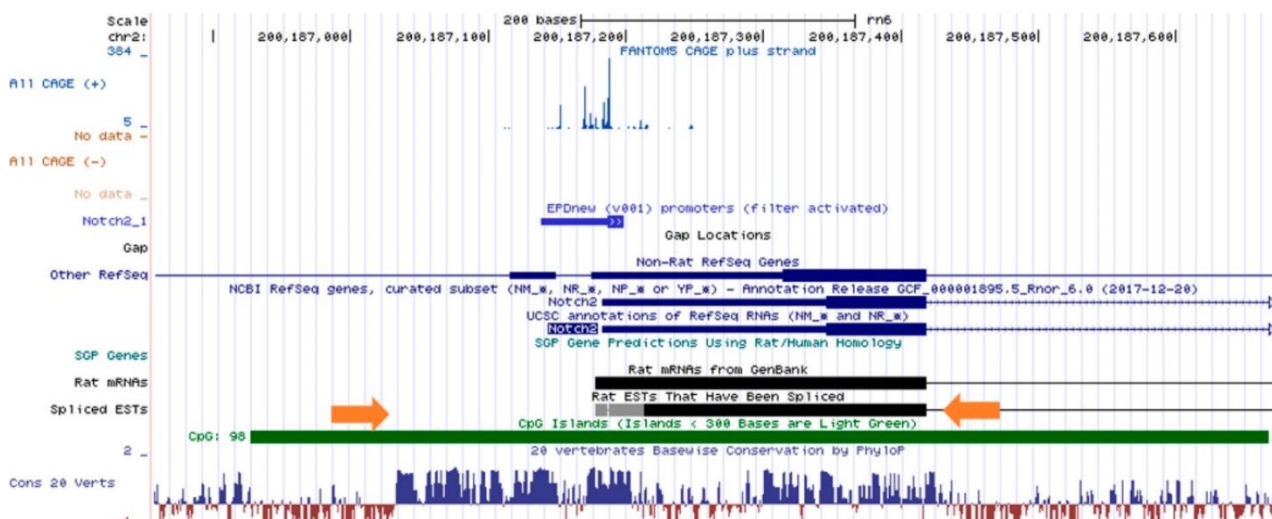 Scale 200 bases rn6
chr2: 200,187,000 200,187,100 200,187,200 200,187,300 200,187,400 200,187,500 200,187,600
384 _ FANTOM5 CAGE plus strand
All CAGE (+)
5 _
No data -
All CAGE (-)
No data _
EPDnew (v001) promoters (filter activated)
Notch2_1 >>
Gap Locations
Gap
Non-Rat RefSeq Genes
Other RefSeq
NCBI RefSeq genes, curated subset (NM_*, NR_*, NP_* or YP_*) - Annotation Release GCF_000001895.5_Rnor_6.0 (2017-12-20)
Notch2
UCSC annotations of RefSeq RNAs (NM_* and NR_*)
Notch2
SGP Gene Predictions Using Rat/Human Homology
SGP Genes
Rat mRNAs from GenBank
Rat mRNAs
Rat ESTs That Have Been Spliced
Spliced ESTs
CpG Islands (Islands < 300 Bases are Light Green)
CpG: 98
2 _ 20 vertebrates Basewise Conservation by PhyloP
Cons 20 Verts